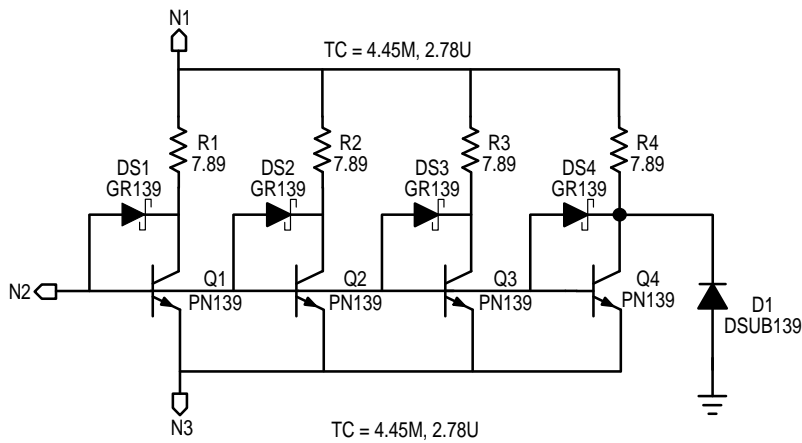 N1
TC = 4.45M, 2.78U
R1
7.89
R2
7.89
R3
7.89
R4
7.89
DS1
GR139
DS2
GR139
DS3
GR139
DS4
GR139
N2
Q1
PN139
Q2
PN139
Q3
PN139
Q4
PN139
D1
DSUB139
N3
TC = 4.45M, 2.78U